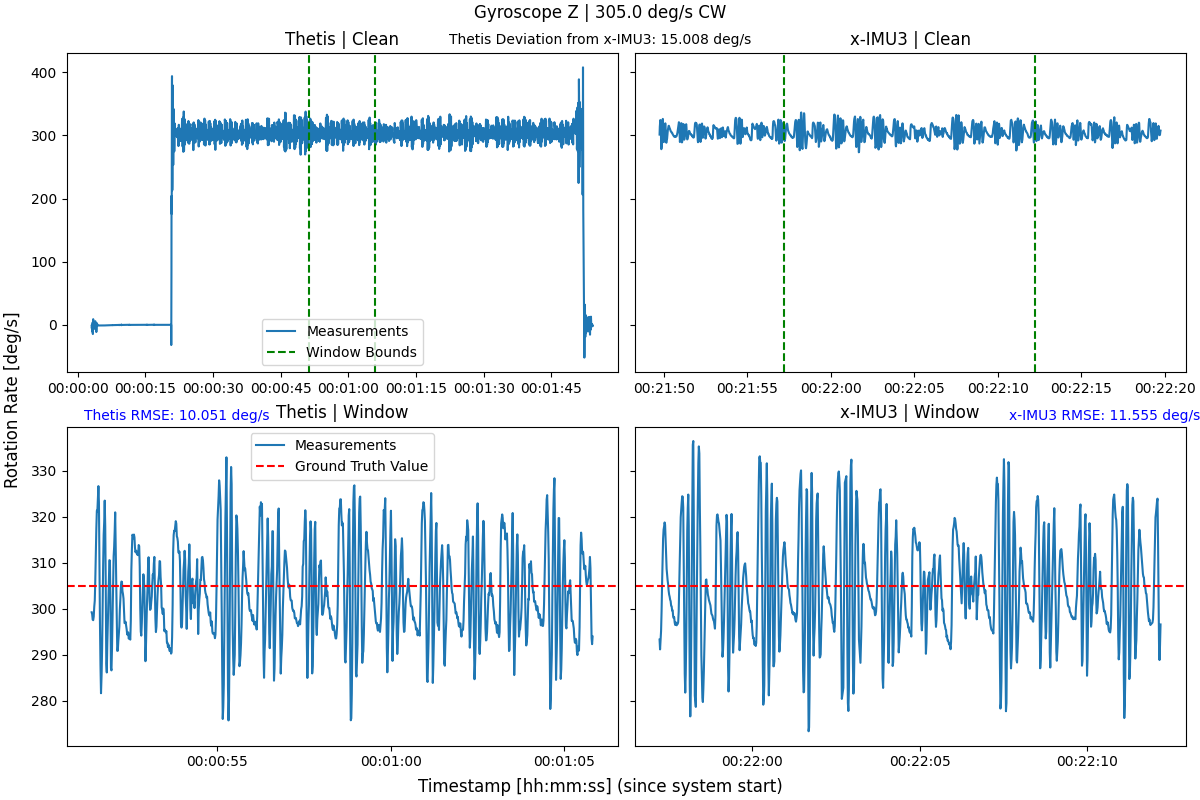 Gyroscope Z | 305.0 deg/s CW
Thetis | Clean
Thetis Deviation from x-IMU3: 15.008 deg/s
x-IMU3 | Clean
400
300
200
100
0
Measurements
Window Bounds
00:00:00 00:00:15 00:00:30 00:00:45 00:01:00 00:01:15 00:01:30 00:01:45
00:21:50 00:21:55 00:22:00 00:22:05 00:22:10 00:22:15 00:22:20
Rotation Rate [deg/s]
Thetis RMSE: 10.051 deg/s
Thetis | Window
x-IMU3 | Window
x-IMU3 RMSE: 11.555 deg/s
Measurements
Ground Truth Value
330
320
310
300
290
280
00:00:55 00:01:00 00:01:05
00:22:00 00:22:05 00:22:10
Timestamp [hh:mm:ss] (since system start)